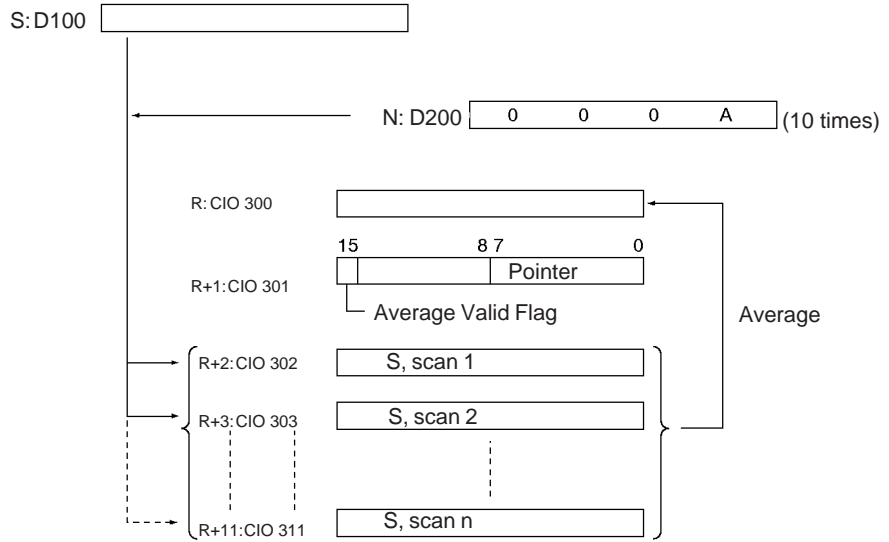 S: D100
N: D200 0 0 0 A (10 times)
R: CIO 300
15 8 7 0
R+1: CIO 301 Pointer
Average Valid Flag
Average
R+2: CIO 302 S, scan 1
R+3: CIO 303 S, scan 2
R+11: CIO 311 S, scan n